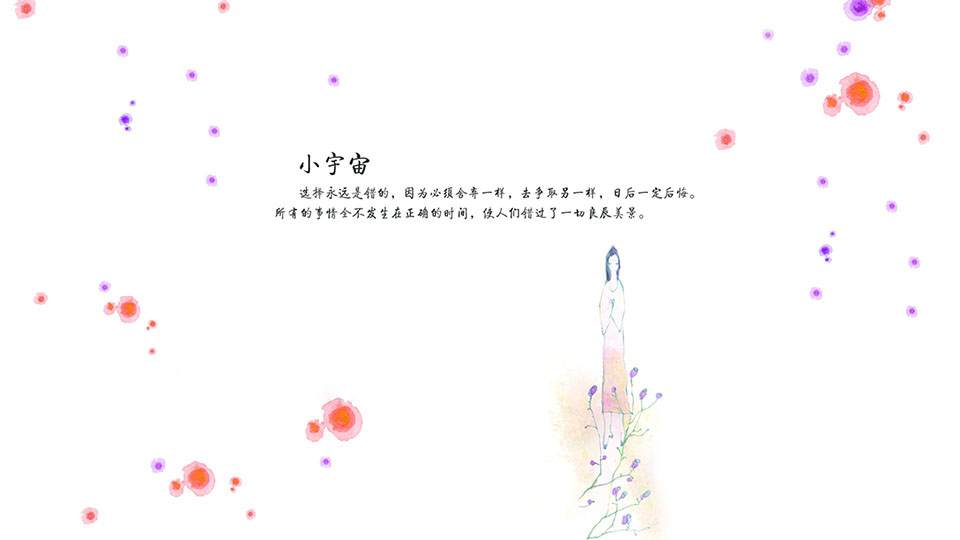 小宇宙
选择永远是错的，因为必须舍弃一样，去争取另一样，日后一定后悔。
所有的事情全不发生在正确的时间，使人们错过了一切良辰美景。